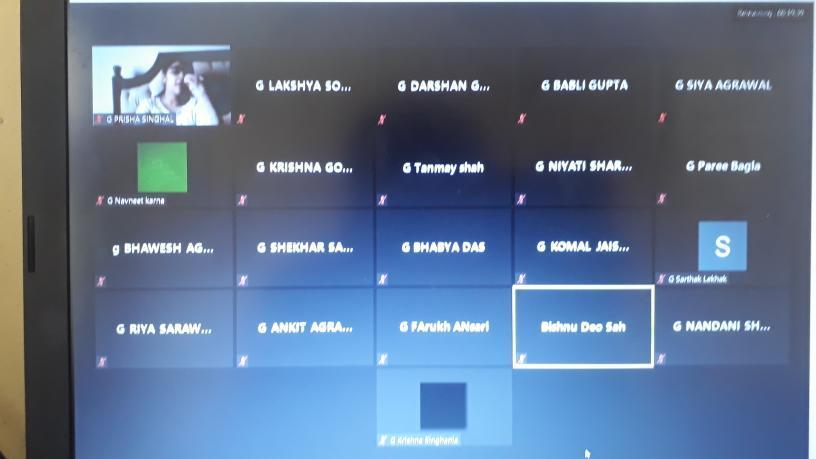 Remaining
G LAKSHYA SO...
G DARSHAN G...
G BABLI GUPTA
G SIYA AGRAWAL
G PRISHA SINGHAL
G KRISHNA GO...
G Tanmay shah
G NIYATI SHAR...
G Paree Bagla
G Navneet karna
g BHAWESH AG...
G SHEKHAR SA...
G BHABYA DAS
G KOMAL JAIS...
S
G Sarthak Lekhak
G RIYA SARAW...
G ANKIT AGRA...
G FArukh ANsari
Bishnu Deo Sah
G NANDANI SH...
G Krishna Singhania